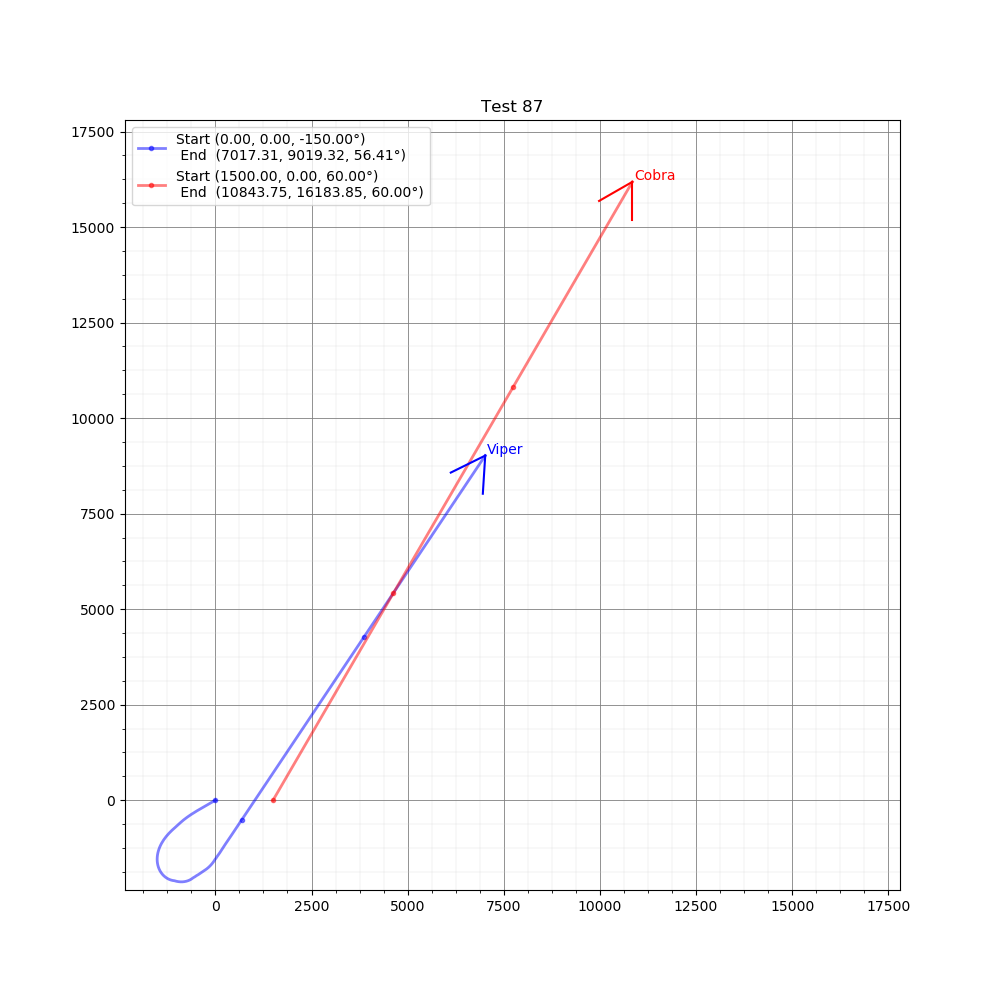 Test 87
Start (0.00, 0.00, -150.00°)
End (7017.31, 9019.32, 56.41°)
Start (1500.00, 0.00, 60.00°)
End (10843.75, 16183.85, 60.00°)
Cobra
Viper
17500
15000
12500
10000
7500
5000
2500
0
0 2500 5000 7500 10000 12500 15000 17500